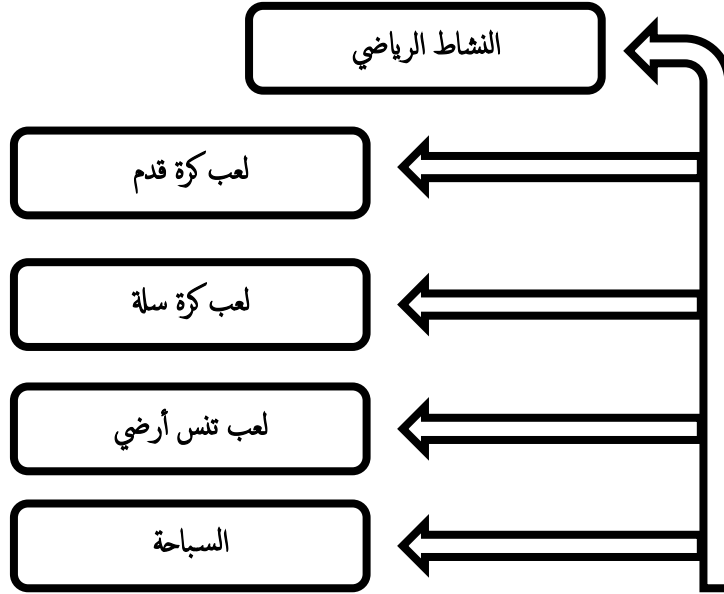 النشاط الرياضي
لعب كرة قدم
لعب كرة سلة
لعب تنس أرضي
السباحة